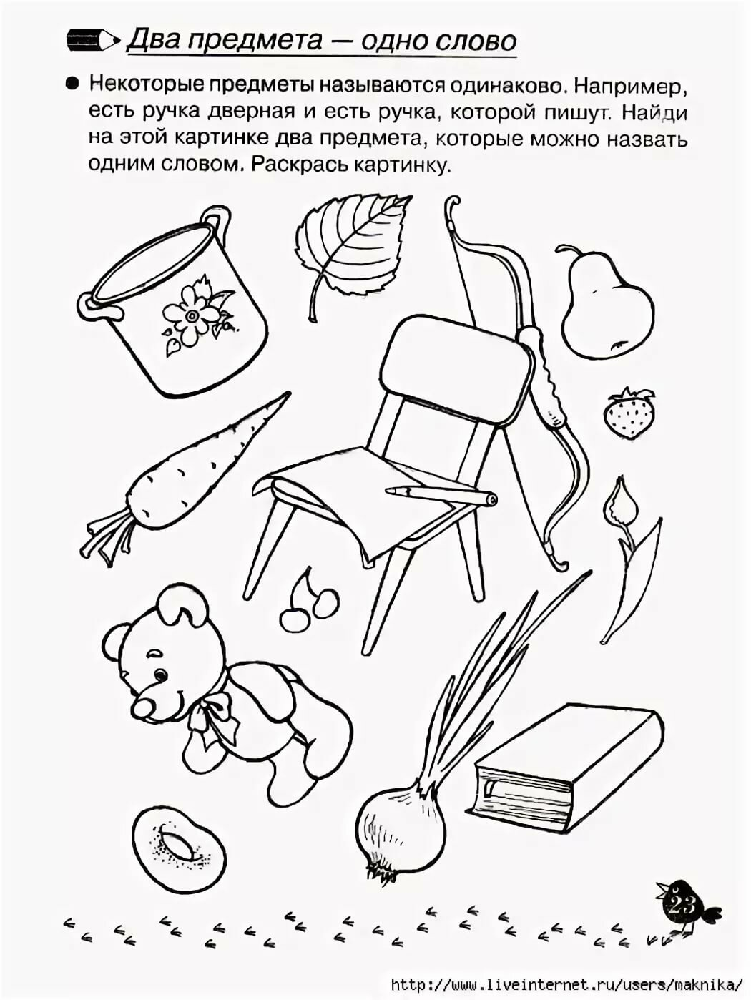 Два предмета — одно слово
● Некоторые предметы называются одинаково. Например,
есть ручка дверная и есть ручка, которой пишут. Найди
на этой картинке два предмета, которые можно назвать
одним словом. Раскрась картинку.
23
http://www.liveinternet.ru/users/maknika/